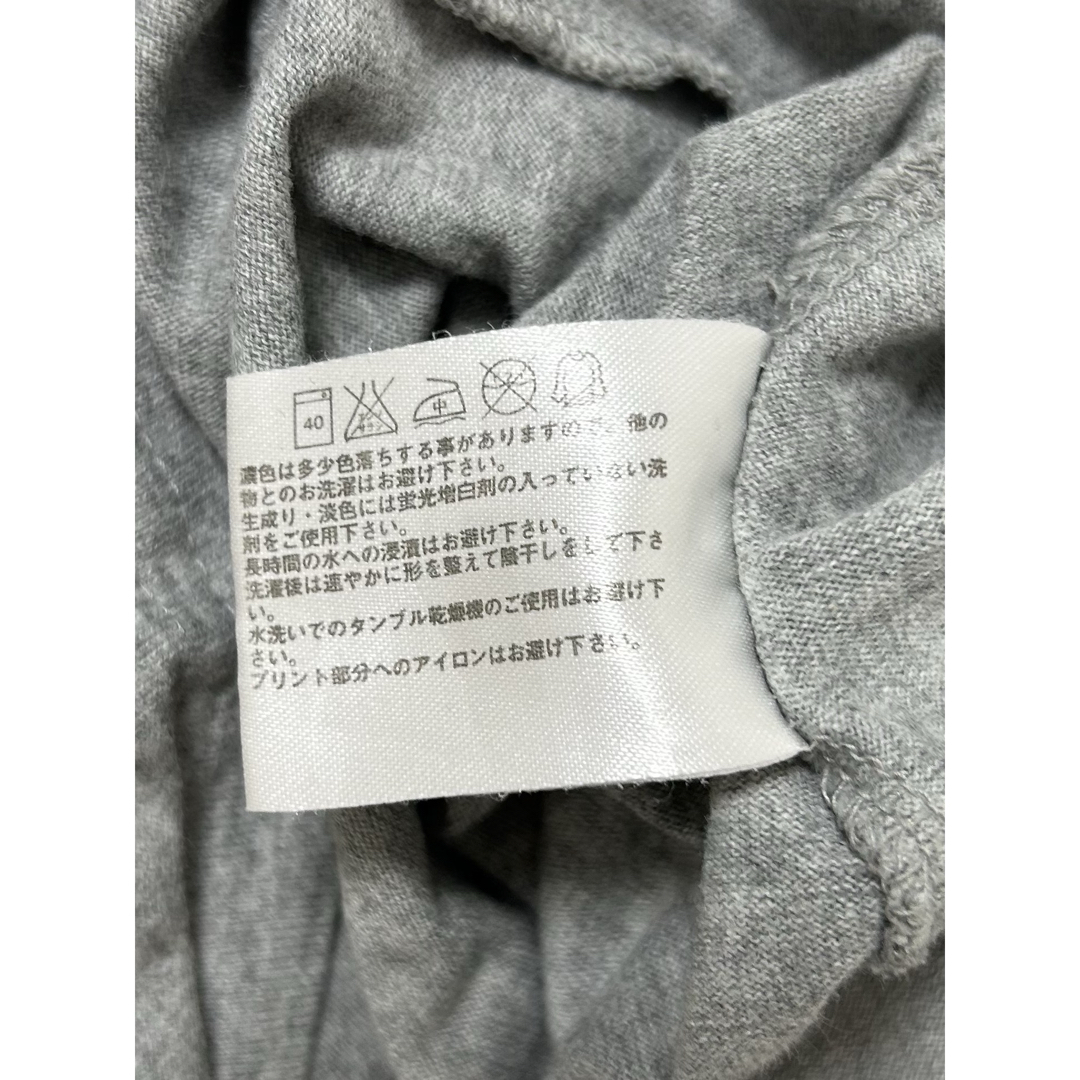 40
中
濃色は多少色落ちする事がありますので、他の
物とのお洗濯はお避け下さい。
生成り・淡色には蛍光増白剤の入っていない洗
剤をご使用下さい。
長時間の水への浸漬はお避け下さい。
洗濯後は速やかに形を整えて陰干しをして下さ
い。
水洗いでのタンブル乾燥機のご使用はお避け下
さい。
プリント部分へのアイロンはお避け下さい。